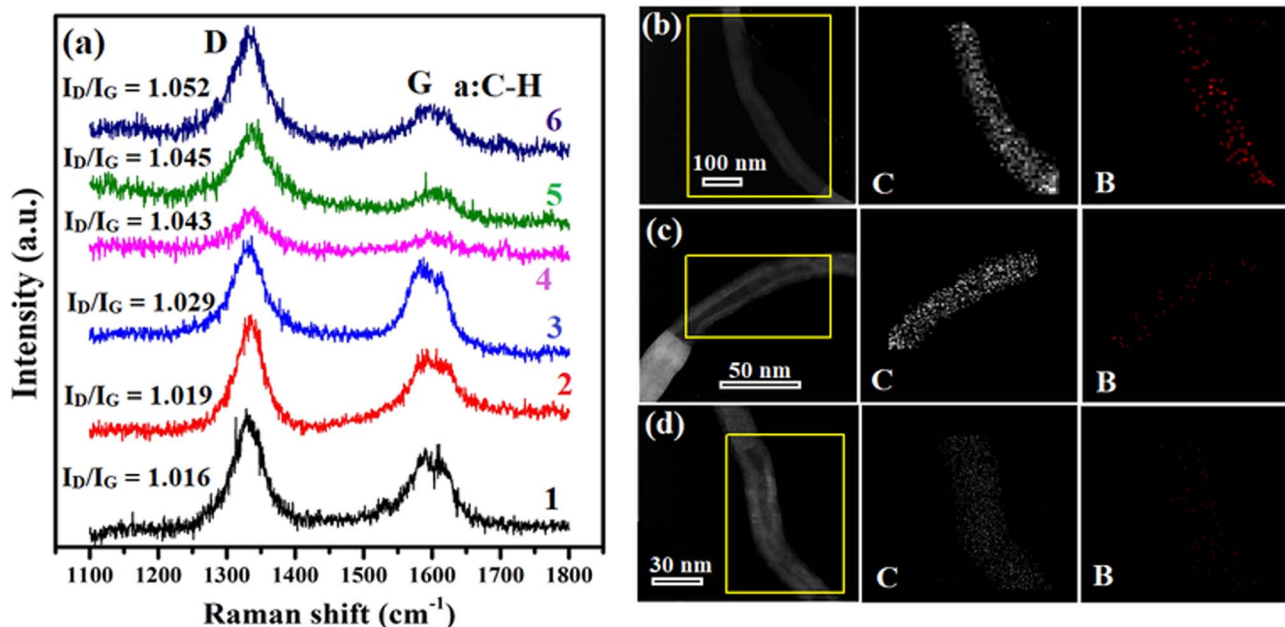 (a)
D
G a:C-H
I_D/I_G = 1.052
6
I_D/I_G = 1.045
5
I_D/I_G = 1.043
4
I_D/I_G = 1.029
3
I_D/I_G = 1.019
2
I_D/I_G = 1.016
1
Intensity (a.u.)
1100 1200 1300 1400 1500 1600 1700 1800
Raman shift (cm⁻¹)
(b)
100 nm
C
B
(c)
50 nm
C
B
(d)
30 nm
C
B